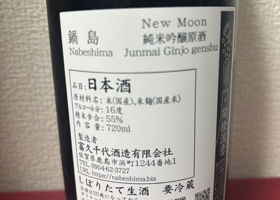 鍋島 New Moon
純米吟醸原酒
Nabeshima Junmai Ginjo genshu
品目:日本酒
原材料名:米(国産)、米麹(国産米)
アルコール分:16度
精米歩合:55%
内容量:720ml
富久千代酒造有限会社
佐賀県鹿島市浜町1244番地1
TEL.0954-62-3727
https://nabeshima.biz
しぼりたて生酒 要冷蔵